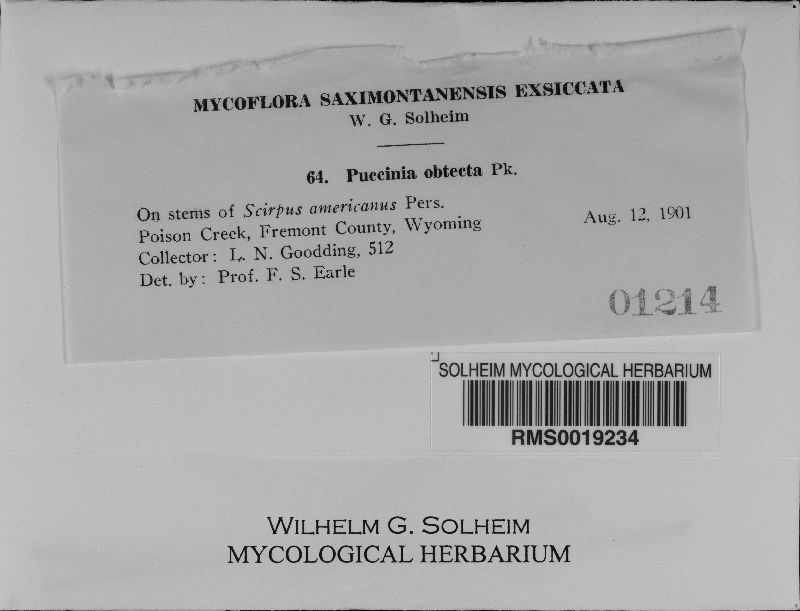 MYCOFLORA SAXIMONTANENSIS EXSICCATA
W. G. Solheim
64. Puccinia obtecta Pk.
On stems of Scirpus americanus Pers.
Poison Creek, Fremont County, Wyoming Aug. 12, 1901
Collector: L. N. Goodding, 512
Det. by: Prof. F. S. Earle
01214
SOLHEIM MYCOLOGICAL HERBARIUM
RMS0019234
WILHELM G. SOLHEIM
MYCOLOGICAL HERBARIUM